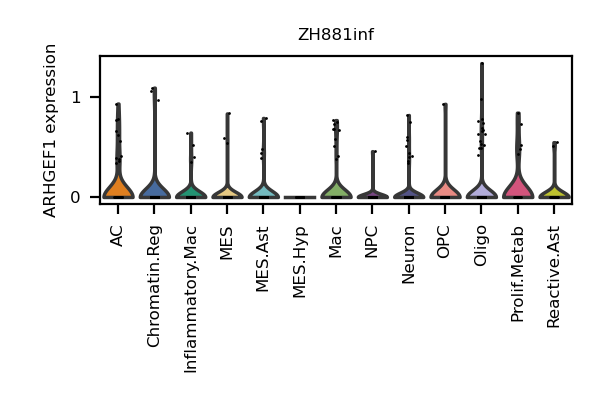 ZH881inf
ARHGEF1 expression
1
0
AC
Chromatin.Reg
Inflammatory.Mac
MES
MES.Ast
MES.Hyp
Mac
NPC
Neuron
OPC
Oligo
Prolif.Metab
Reactive.Ast